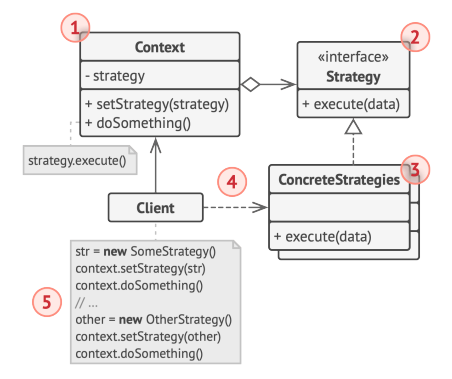 1
Context
- strategy
+ setStrategy(strategy)
+ doSomething()
2
«interface»
Strategy
+ execute(data)
strategy.execute()
3
ConcreteStrategies
+ execute(data)
4
Client
5
str = new SomeStrategy()
context.setStrategy(str)
context.doSomething()
// ...
other = new OtherStrategy()
context.setStrategy(other)
context.doSomething()